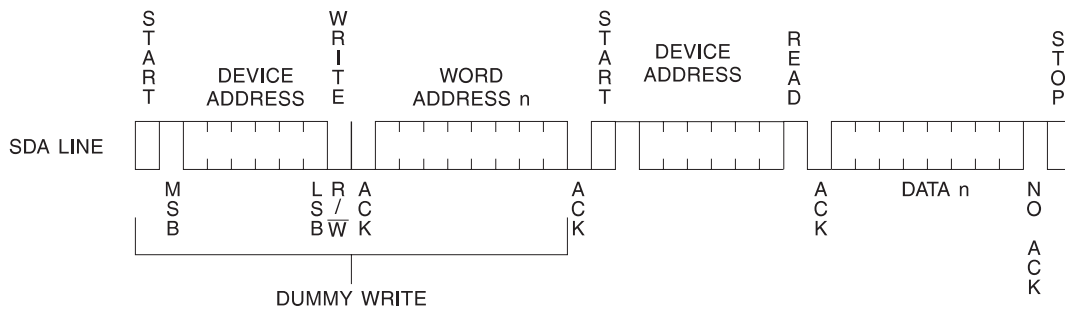 START
WRITE
START
READ
STOP
DEVICE
ADDRESS
WORD
ADDRESS n
DEVICE
ADDRESS
SDA LINE
MSB
LSB
R/W̅
ACK
ACK
ACK
DATA n
NO ACK
DUMMY WRITE